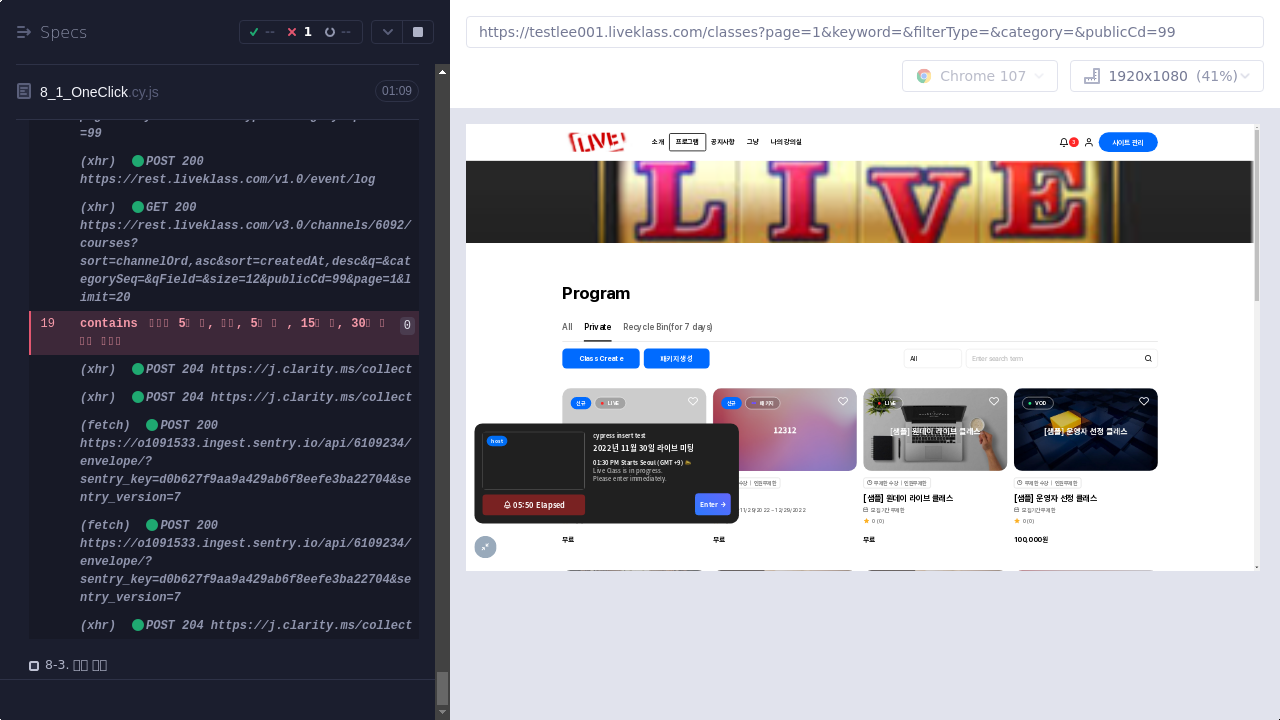 Specs
--
1
--
https://testlee001.liveklass.com/classes?page=1&keyword=&filterType=&category=&publicCd=99
Chrome 107
1920x1080 (41%)
8_1_OneClick.cy.js
01:09
=99
(xhr) POST 200
https://rest.liveklass.com/v1.0/event/log
(xhr) GET 200
https://rest.liveklass.com/v3.0/channels/6092/
courses?
sort=channelOrd,asc&sort=createdAt,desc&q=&cat
egorySeq=&qField=&size=12&publicCd=99&page=1&l
imit=20
19 contains 5 , , 5 , 15 , 30 0
(xhr) POST 204 https://j.clarity.ms/collect
(xhr) POST 204 https://j.clarity.ms/collect
(fetch) POST 200
https://o1091533.ingest.sentry.io/api/6109234/
envelope/?
sentry_key=d0b627f9aa9a429ab6f8eefe3ba22704&se
ntry_version=7
(fetch) POST 200
https://o1091533.ingest.sentry.io/api/6109234/
envelope/?
sentry_key=d0b627f9aa9a429ab6f8eefe3ba22704&se
ntry_version=7
(xhr) POST 204 https://j.clarity.ms/collect
8-3.
LIVE!
소개 프로그램 공지사항 그냥 나의 강의실
3
사이트 관리
LIVE
Program
All Private Recycle Bin(for 7 days)
Class Create 패키지 생성
All Enter search term
신규 LIVE
신규 패키지
12312
LIVE
[샘플] 원데이 라이브 클래스
VOD
[샘플] 운영자 선정 클래스
host
cypress insert test
2022년 11월 30일 라이브 미팅
01:30 PM Starts Seoul (GMT +9)
Live Class is in progress.
Please enter immediately.
05:50 Elapsed
Enter →
수강 | 인원무제한
11/29/2022 ~ 12/29/2022
무제한 수강 | 인원무제한
[샘플] 원데이 라이브 클래스
모집기간 무제한
0 (0)
무제한 수강 | 인원무제한
[샘플] 운영자 선정 클래스
모집기간 무제한
0 (0)
무료
무료
무료
100,000원